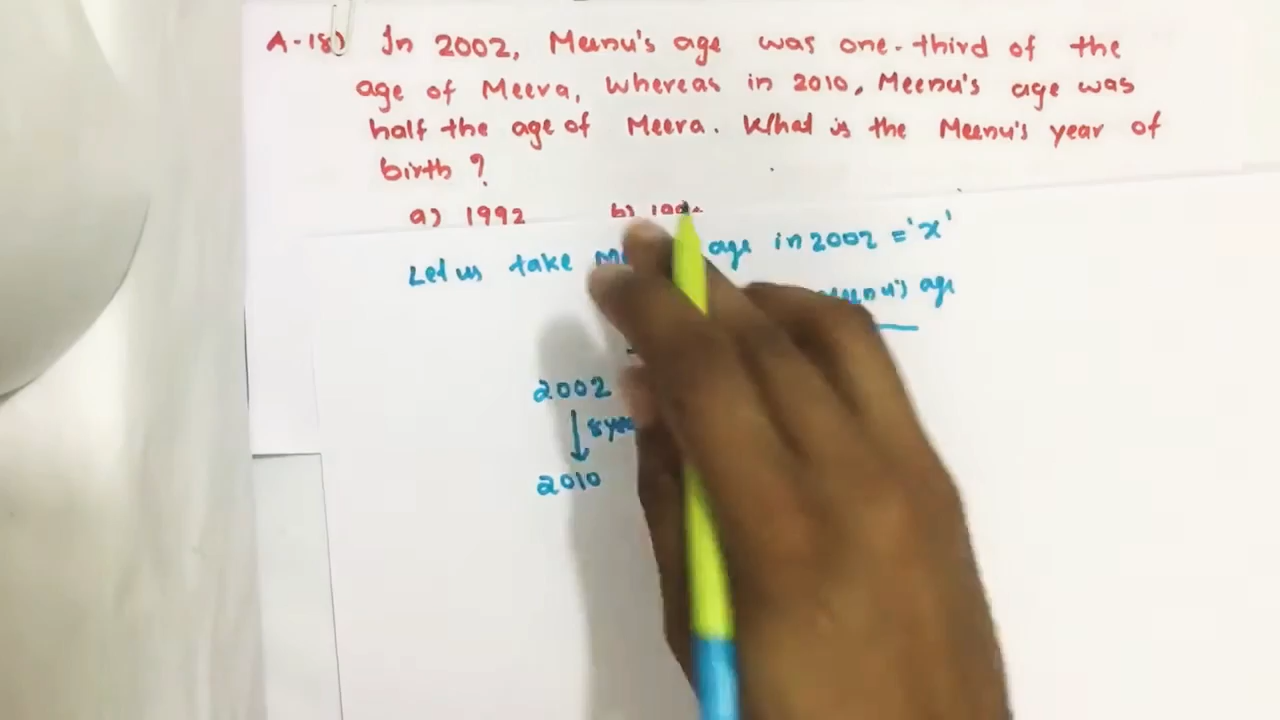 A-18) In 2002, Meenu's age was one-third of the
age of Meera, whereas in 2010, Meenu's age was
half the age of Meera. What is the Meenu's year of
birth ?
a) 1992 b)
Let us take age in 2002 = 'x'
age
2002
↓ 8
2010